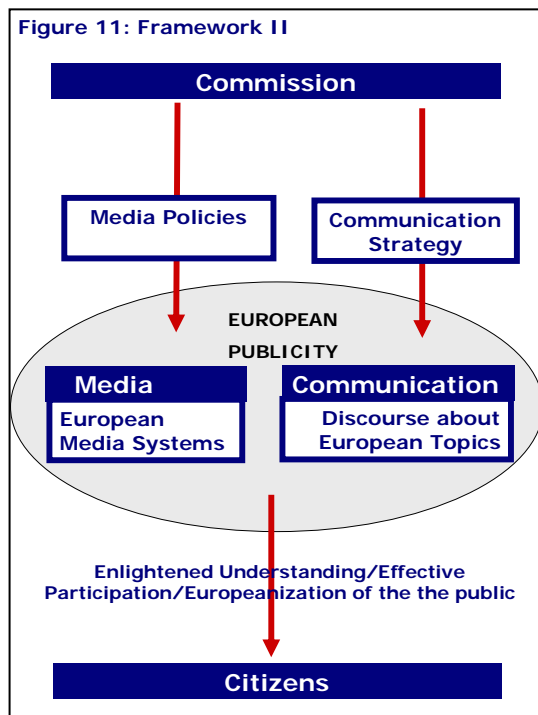 Figure 11: Framework II
Commission
Media Policies
Communication
Strategy
EUROPEAN
PUBLICITY
Media
European
Media Systems
Communication
Discourse about
European Topics
Enlightened Understanding/Effective
Participation/Europeanization of the the public
Citizens